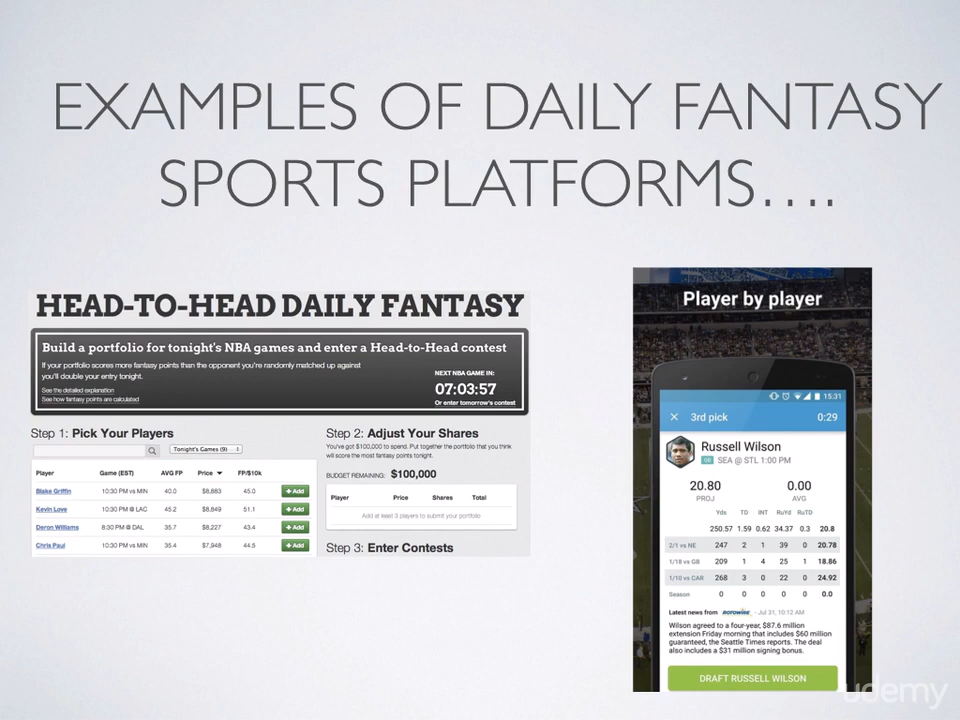 EXAMPLES OF DAILY FANTASY
SPORTS PLATFORMS....
HEAD-TO-HEAD DAILY FANTASY
Build a portfolio for tonight's NBA games and enter a Head-to-Head contest
If your portfolio scores more fantasy points than the opponent you're randomly matched up against
you'll double your entry tonight.
See the detailed explanation
See how fantasy points are calculated
NEXT NBA GAME IN:
07:03:57
Or enter tomorrow's contest
Step 1: Pick Your Players
Tonight's Games (9)
Player Game (EST) AVG FP Price FP/$10k
Blake Griffin 10:30 PM vs MIN 40.0 $8,883 45.0 + Add
Kevin Love 10:30 PM @ LAC 45.2 $8,849 51.1 + Add
Deron Williams 8:30 PM @ DAL 35.7 $8,227 43.4 + Add
Chris Paul 10:30 PM vs MIN 35.4 $7,948 44.5 + Add
Step 2: Adjust Your Shares
You've got $100,000 to spend. Put together the portfolio that you think
will score the most fantasy points tonight.
BUDGET REMAINING: $100,000
Player Price Shares Total
Add at least 3 players to submit your portfolio
Step 3: Enter Contests
Player by player
15:31
× 3rd pick 0:29
Russell Wilson
QB SEA @ STL 1:00 PM
20.80 0.00
PROJ AVG
Yds TD INT RuYd RuTD
250.57 1.59 0.62 34.37 0.3 20.8
2/1 vs NE 247 2 1 39 0 20.78
1/18 vs GB 209 1 4 25 1 18.86
1/10 vs CAR 268 3 0 22 0 24.92
Season 0 0 0 0 0 0.0
Latest news from ROTOWIRE - Jul 31, 10:12 AM
Wilson agreed to a four-year, $87.6 million
extension Friday morning that includes $60 million
guaranteed, the Seattle Times reports. The deal
also includes a $31 million signing bonus.
DRAFT RUSSELL WILSON
udemy